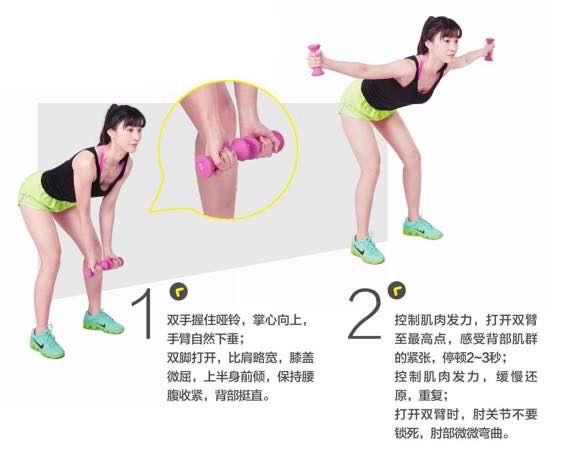 1
双手握住哑铃，掌心向上，
手臂自然下垂；
双脚打开，比肩略宽，膝盖
微屈，上半身前倾，保持腰
腹收紧，背部挺直。
2
控制肌肉发力，打开双臂
至最高点，感受背部肌群
的紧张，停顿2~3秒；
控制肌肉发力，缓慢还
原，重复；
打开双臂时，肘关节不要
锁死，肘部微微弯曲。